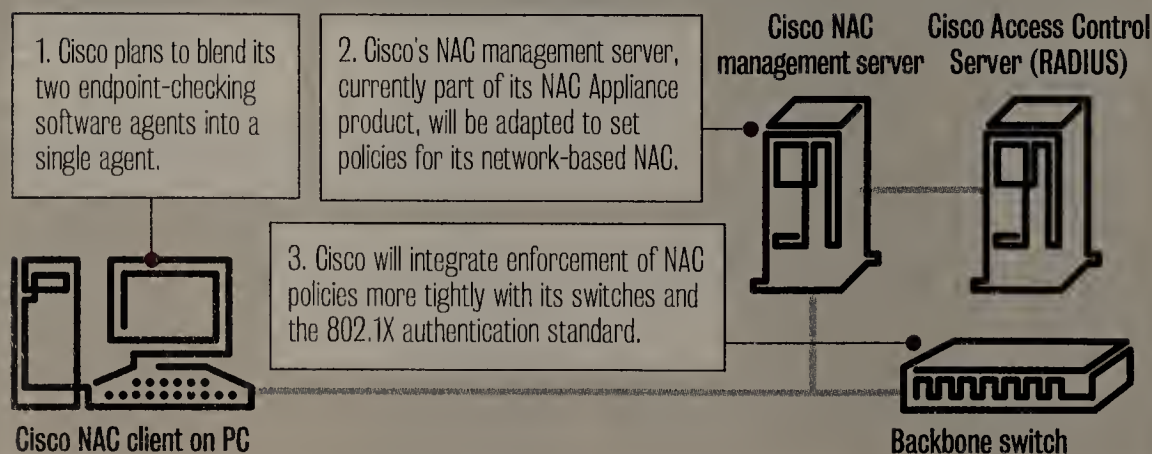 1. Cisco plans to blend its
two endpoint-checking
software agents into a
single agent.
2. Cisco's NAC management server,
currently part of its NAC Appliance
product, will be adapted to set
policies for its network-based NAC.
Cisco NAC
management server
Cisco Access Control
Server (RADIUS)
3. Cisco will integrate enforcement of NAC
policies more tightly with its switches and
the 802.1X authentication standard.
Cisco NAC client on PC
Backbone switch